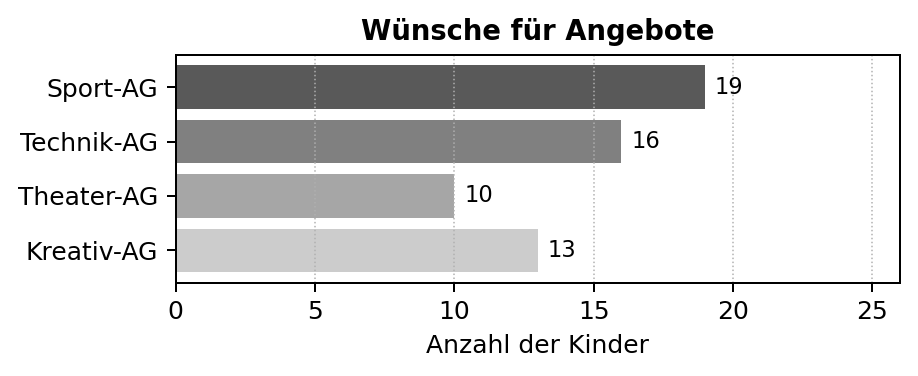 Wünsche für Angebote
Sport-AG 19
Technik-AG 16
Theater-AG 10
Kreativ-AG 13
0 5 10 15 20 25
Anzahl der Kinder